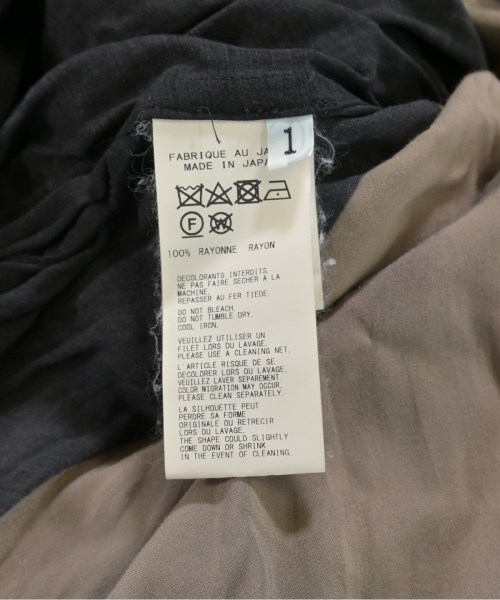 1
FABRIQUE AU JA
MADE IN JAPA
F W
100% RAYONNE RAYON
DECOLORANTS INTERDITS.
NE PAS FAIRE SECHER A LA
MACHINE.
REPASSER AU FER TIEDE.
DO NOT BLEACH.
DO NOT TUMBLE DRY.
COOL IRON.
VEUILLEZ UTILISER UN
FILET LORS DU LAVAGE.
PLEASE USE A CLEANING NET.
L'ARTICLE RISQUE DE SE
DECOLORER LORS DU LAVAGE.
VEUILLEZ LAVER SEPAREMENT.
COLOR MIGRATION MAY OCCUR,
PLEASE CLEAN SEPARATELY.
LA SILHOUETTE PEUT
PERDRE SA FORME
ORIGINALE OU RETRECIR
LORS DU LAVAGE.
THE SHAPE COULD SLIGHTLY
COME DOWN OR SHRINK
IN THE EVENT OF CLEANING.